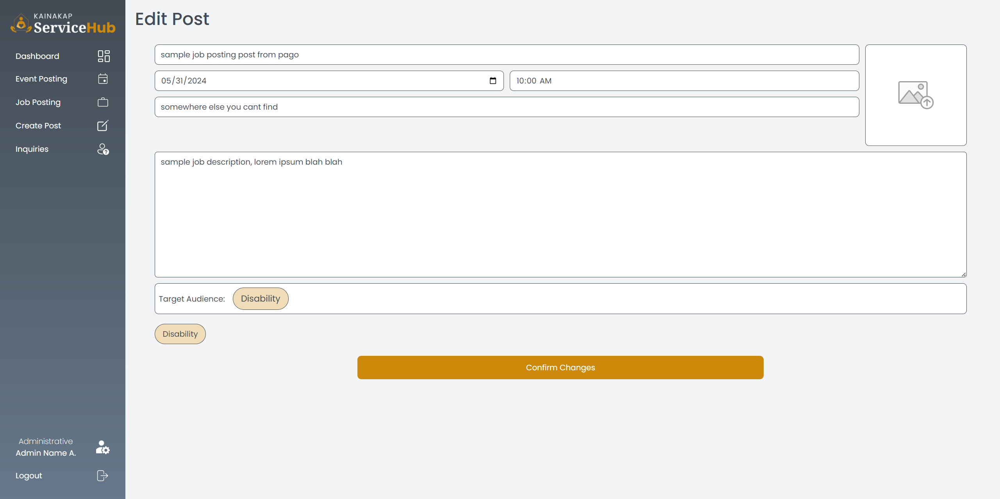 KAINAKAP
ServiceHub
Dashboard
Event Posting
Job Posting
Create Post
Inquiries
Administrative
Admin Name A.
Logout
Edit Post
sample job posting post from pago
05/31/2024
10:00 AM
somewhere else you cant find
sample job description, lorem ipsum blah blah
Target Audience: Disability
Disability
Confirm Changes